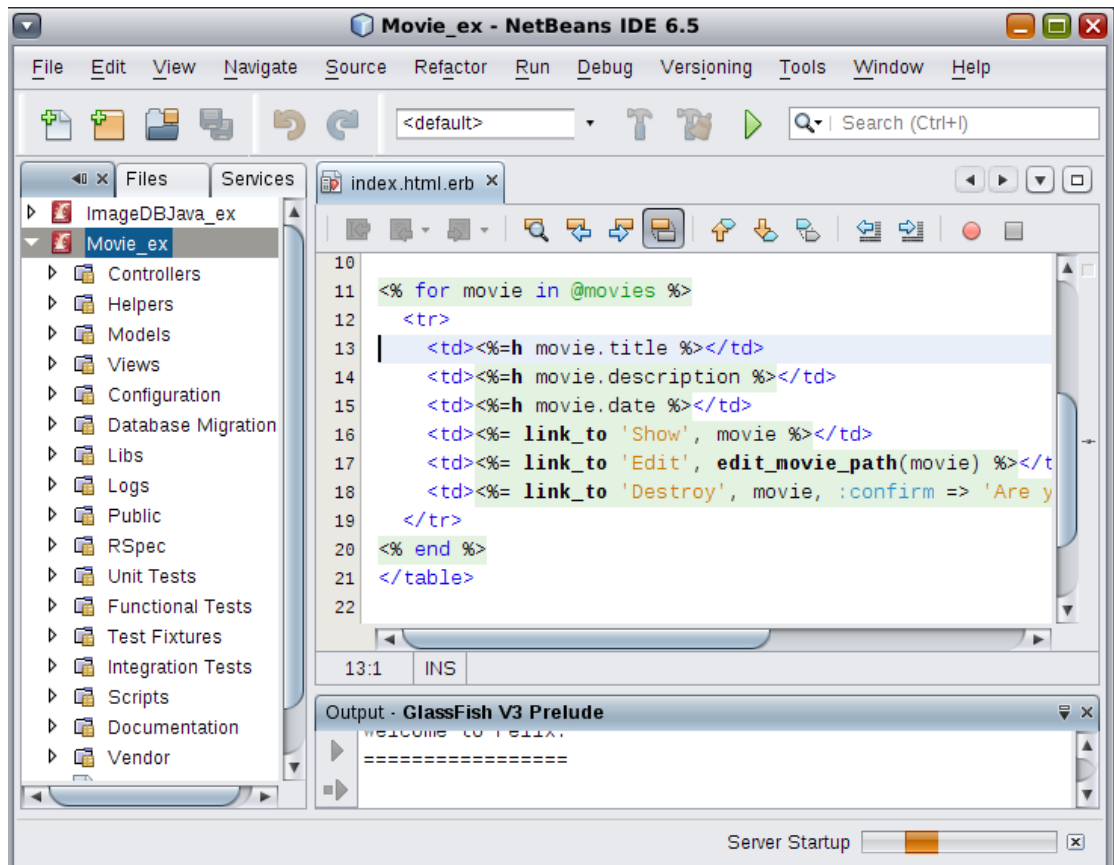 Movie_ex - NetBeans IDE 6.5
File Edit View Navigate Source Refactor Run Debug Versioning Tools Window Help
<default>
Search (Ctrl+I)
Files Services
ImageDBJava_ex
Movie_ex
Controllers
Helpers
Models
Views
Configuration
Database Migration
Libs
Logs
Public
RSpec
Unit Tests
Functional Tests
Test Fixtures
Integration Tests
Scripts
Documentation
Vendor
index.html.erb
10
11 <% for movie in @movies %>
12 <tr>
13 <td><%=h movie.title %></td>
14 <td><%=h movie.description %></td>
15 <td><%=h movie.date %></td>
16 <td><%= link_to 'Show', movie %></td>
17 <td><%= link_to 'Edit', edit_movie_path(movie) %></t
18 <td><%= link_to 'Destroy', movie, :confirm => 'Are y
19 </tr>
20 <% end %>
21 </table>
22
13:1 INS
Output - GlassFish V3 Prelude
Welcome to Felix.
=================
Server Startup